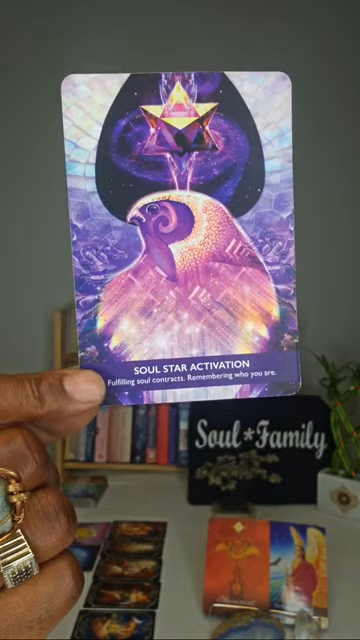 SOUL STAR ACTIVATION
Fulfilling soul contracts. Remembering who you are.
Soul*Family